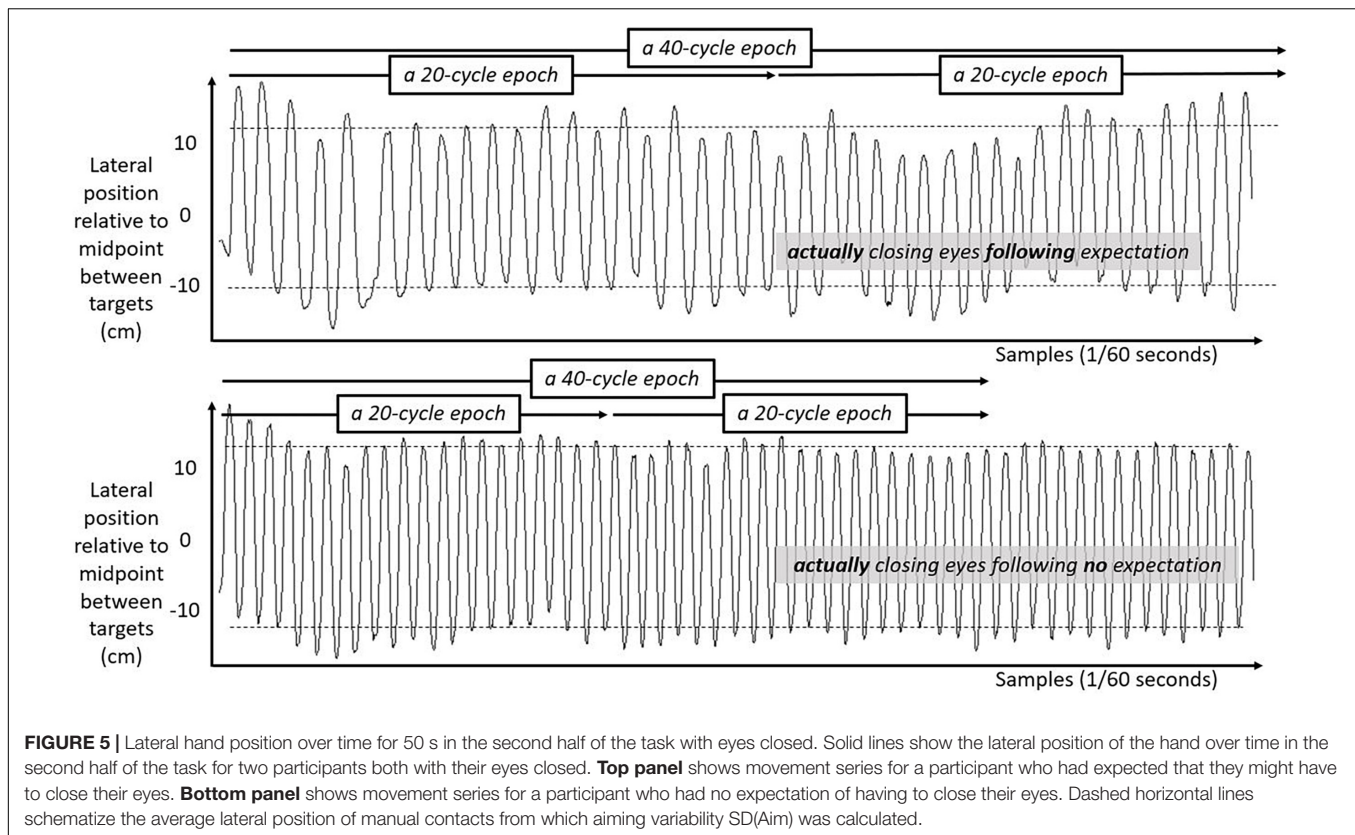 a 40-cycle epoch
a 20-cycle epoch a 20-cycle epoch
Lateral
position
relative to
midpoint
between
targets
(cm)
10
0
-10
actually closing eyes following expectation
Samples (1/60 seconds)
a 40-cycle epoch
a 20-cycle epoch a 20-cycle epoch
Lateral
position
relative to
midpoint
between
targets
(cm)
10
0
-10
actually closing eyes following no expectation
Samples (1/60 seconds)
FIGURE 5 | Lateral hand position over time for 50 s in the second half of the task with eyes closed. Solid lines show the lateral position of the hand over time in the
second half of the task for two participants both with their eyes closed. Top panel shows movement series for a participant who had expected that they might have
to close their eyes. Bottom panel shows movement series for a participant who had no expectation of having to close their eyes. Dashed horizontal lines
schematize the average lateral position of manual contacts from which aiming variability SD(Aim) was calculated.